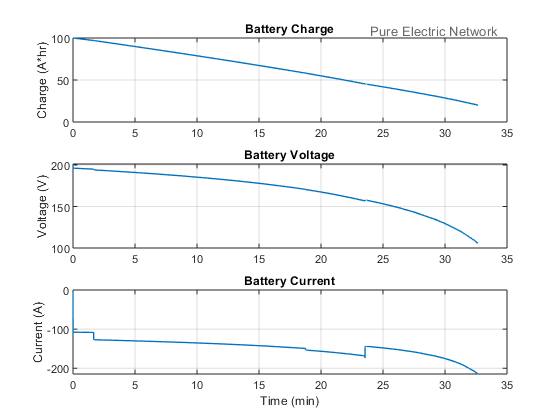 Pure Electric Network
Battery Charge
Charge (A*hr)
100
50
0
0 5 10 15 20 25 30 35
Battery Voltage
Voltage (V)
200
150
100
0 5 10 15 20 25 30 35
Battery Current
Current (A)
0
-100
-200
0 5 10 15 20 25 30 35
Time (min)